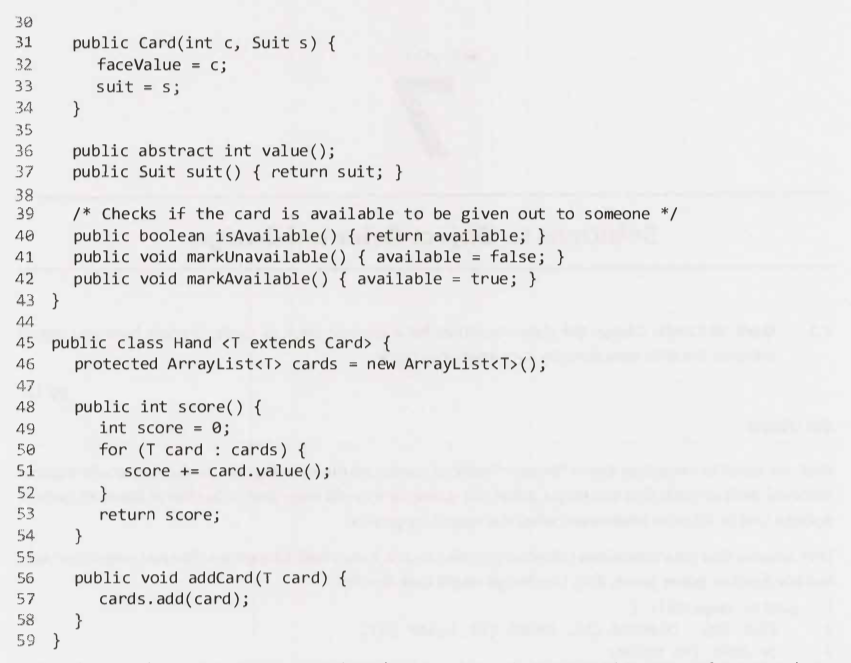 30
31 public Card(int c, Suit s) {
32 faceValue = c;
33 suit = s;
34 }
35
36 public abstract int value();
37 public Suit suit() { return suit; }
38
39 /* Checks if the card is available to be given out to someone */
40 public boolean isAvailable() { return available; }
41 public void markUnavailable() { available = false; }
42 public void markAvailable() { available = true; }
43 }
44
45 public class Hand <T extends Card> {
46 protected ArrayList<T> cards = new ArrayList<T>();
47
48 public int score() {
49 int score = 0;
50 for (T card : cards) {
51 score += card.value();
52 }
53 return score;
54 }
55
56 public void addCard(T card) {
57 cards.add(card);
58 }
59 }